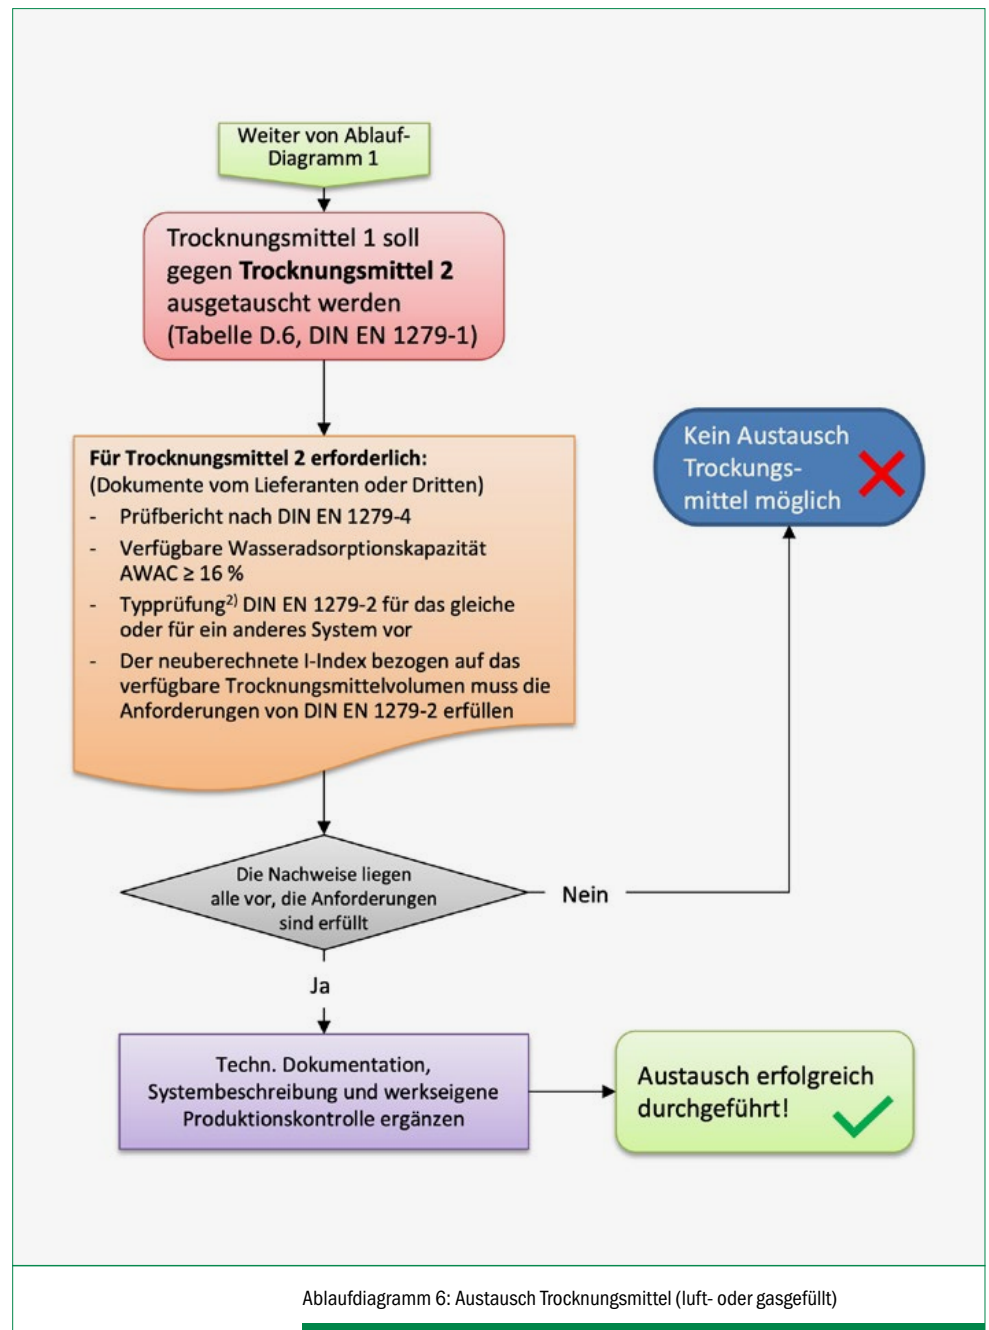 Weiter von Ablauf-
Diagramm 1
Trocknungsmittel 1 soll
gegen Trocknungsmittel 2
ausgetauscht werden
(Tabelle D.6, DIN EN 1279-1)
Für Trocknungsmittel 2 erforderlich:
(Dokumente vom Lieferanten oder Dritten)
- Prüfbericht nach DIN EN 1279-4
- Verfügbare Wasseradsorptionskapazität
AWAC ≥ 16 %
- Typprüfung2) DIN EN 1279-2 für das gleiche
oder für ein anderes System vor
- Der neuberechnete I-Index bezogen auf das
verfügbare Trocknungsmittelvolumen muss die
Anforderungen von DIN EN 1279-2 erfüllen
Kein Austausch
Trockungs-
mittel möglich
Die Nachweise liegen
alle vor, die Anforderungen
sind erfüllt
Nein
Ja
Techn. Dokumentation,
Systembeschreibung und werkseigene
Produktionskontrolle ergänzen
Austausch erfolgreich
durchgeführt!
Ablaufdiagramm 6: Austausch Trocknungsmittel (luft- oder gasgefüllt)